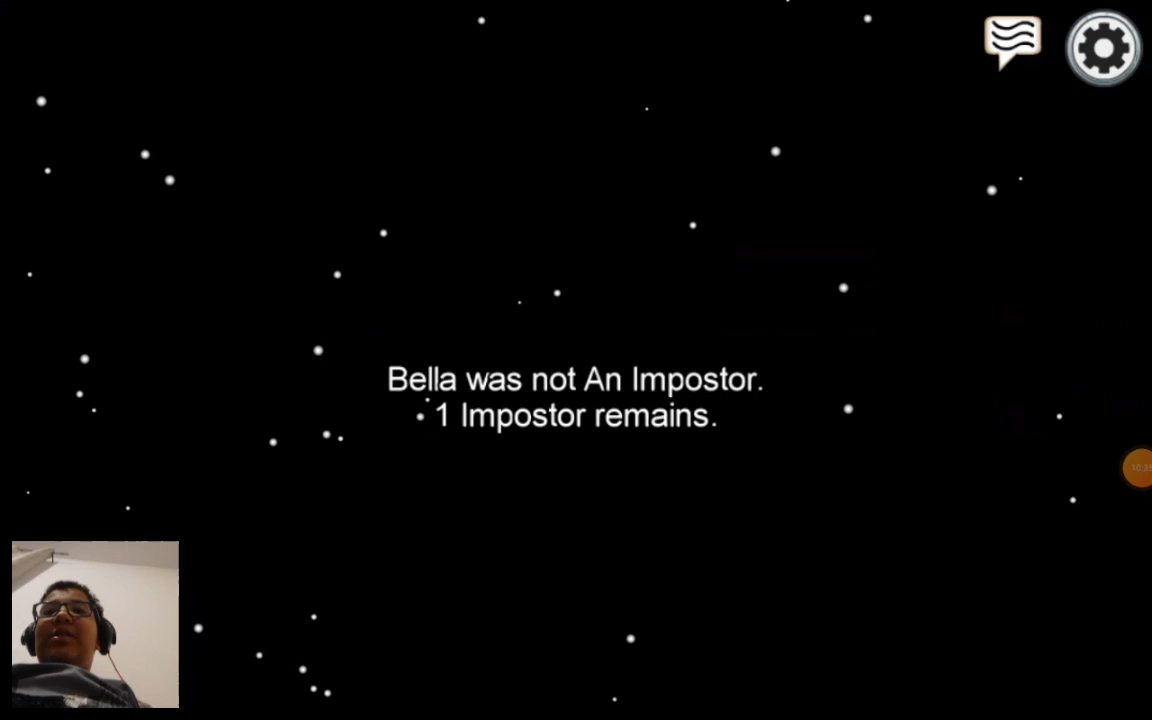 Bella was not An Impostor.
1 Impostor remains.